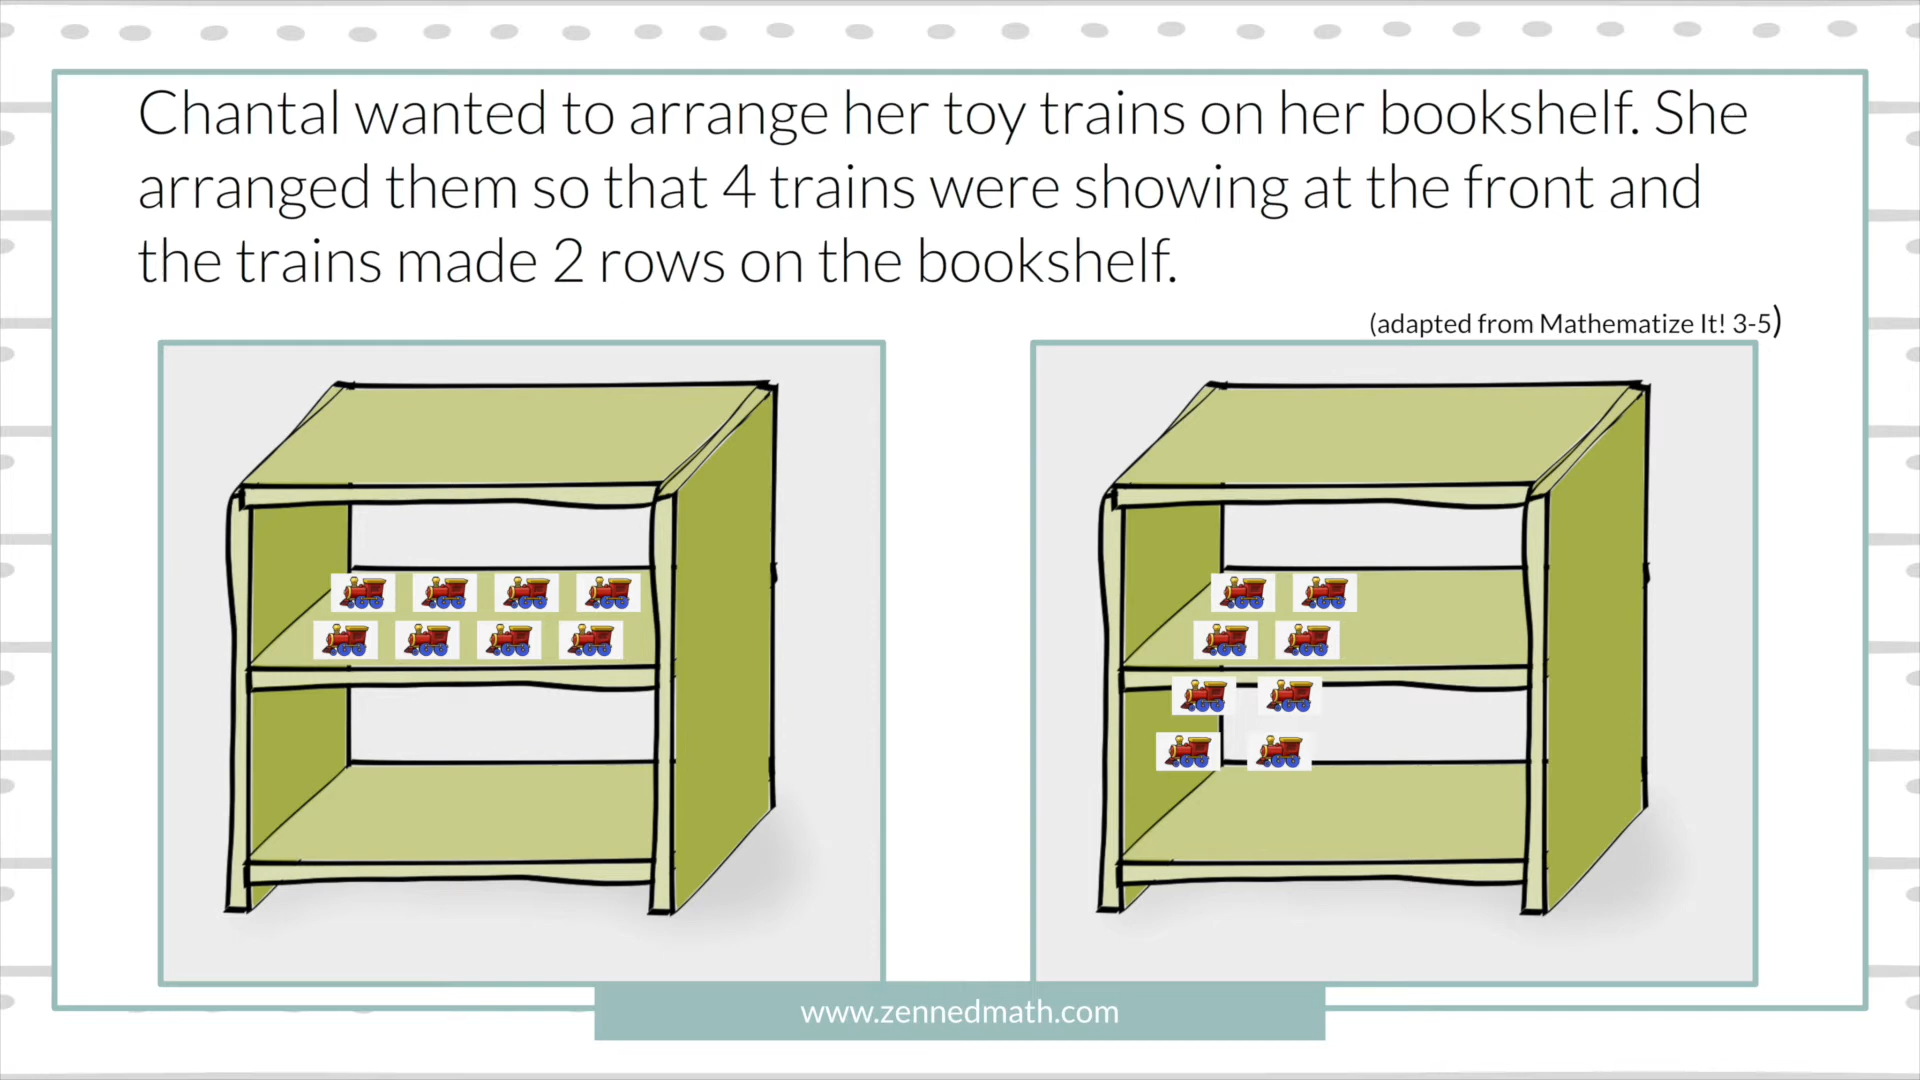 Chantal wanted to arrange her toy trains on her bookshelf. She
arranged them so that 4 trains were showing at the front and
the trains made 2 rows on the bookshelf.
(adapted from Mathematize It! 3-5)
www.zennedmath.com